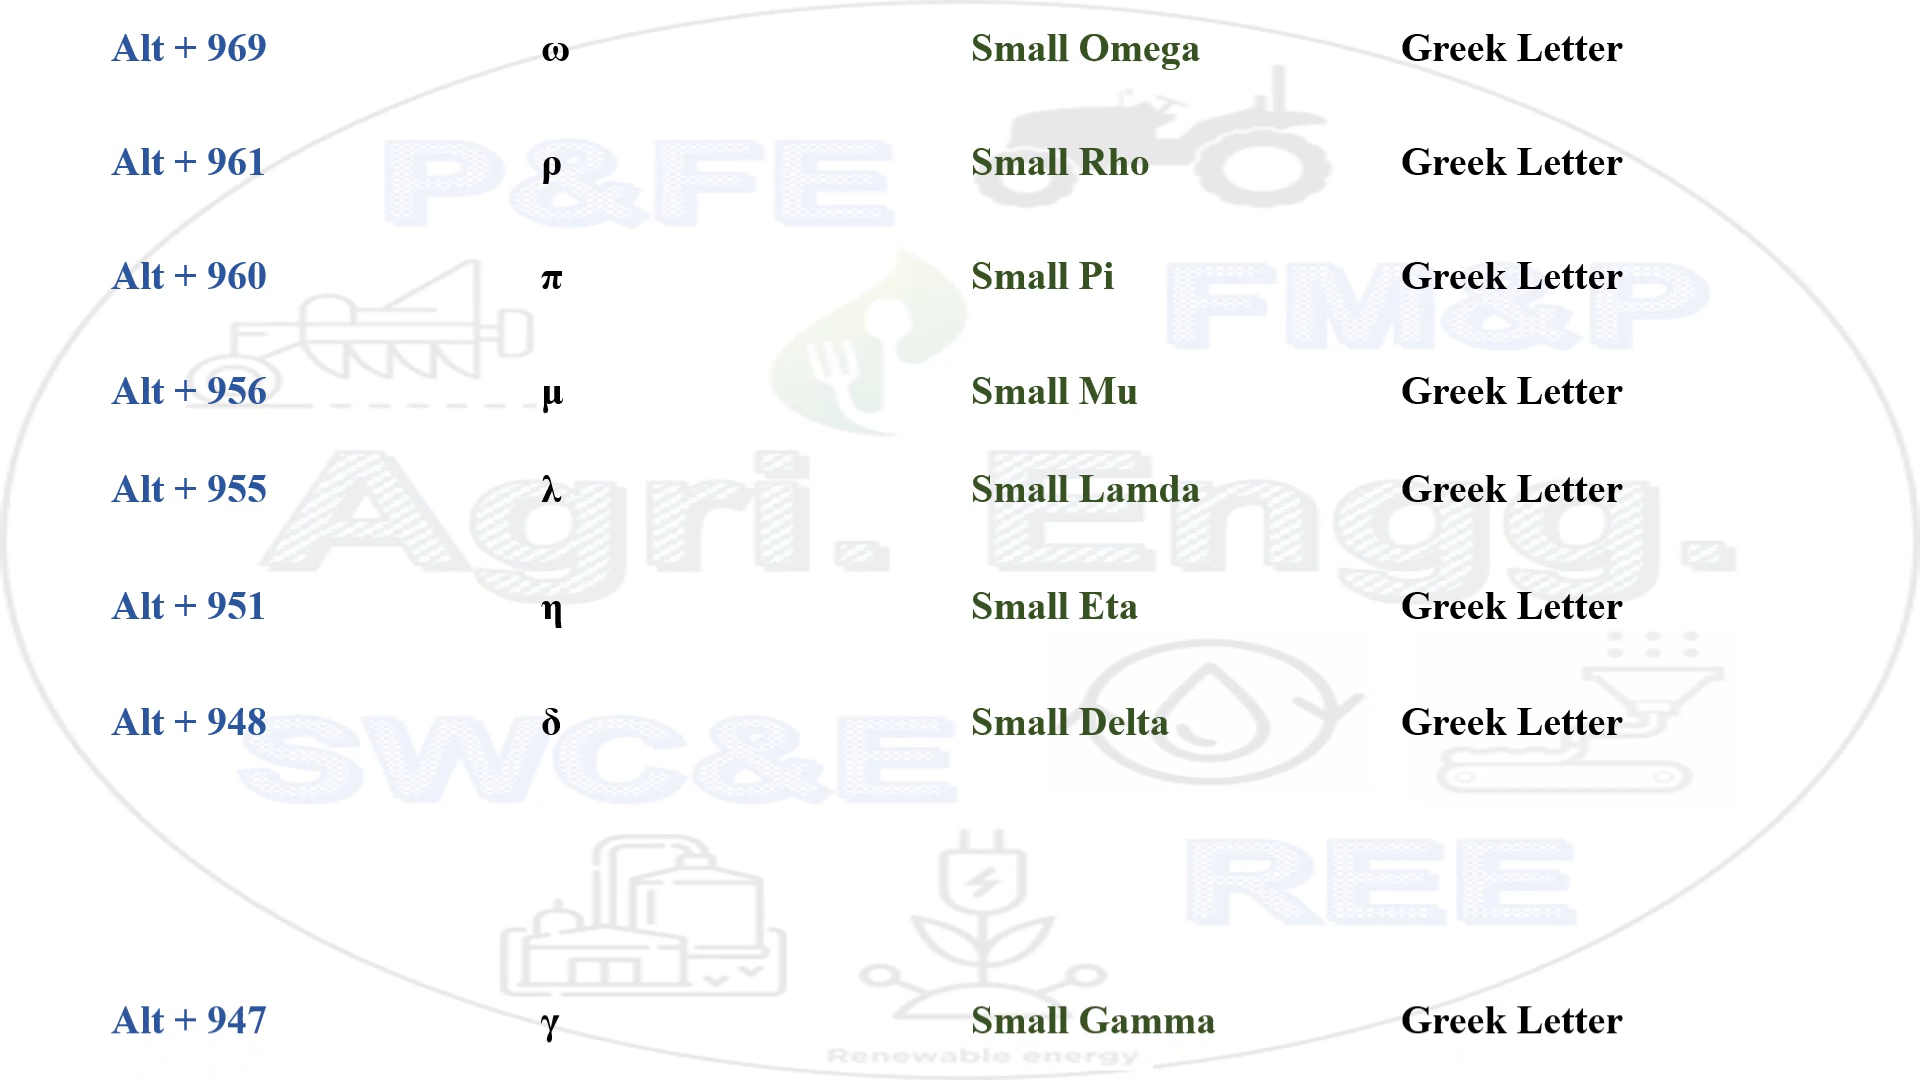 Alt + 969 ω Small Omega Greek Letter
P&FE
Alt + 961 ρ Small Rho Greek Letter
Alt + 960 π Small Pi Greek Letter
FM&P
Alt + 956 μ Small Mu Greek Letter
Alt + 955 λ Small Lamda Greek Letter
Agri. Engg.
Alt + 951 η Small Eta Greek Letter
Alt + 948 δ Small Delta Greek Letter
SWC&E
REE
Alt + 947 γ Small Gamma Greek Letter
Renewable energy